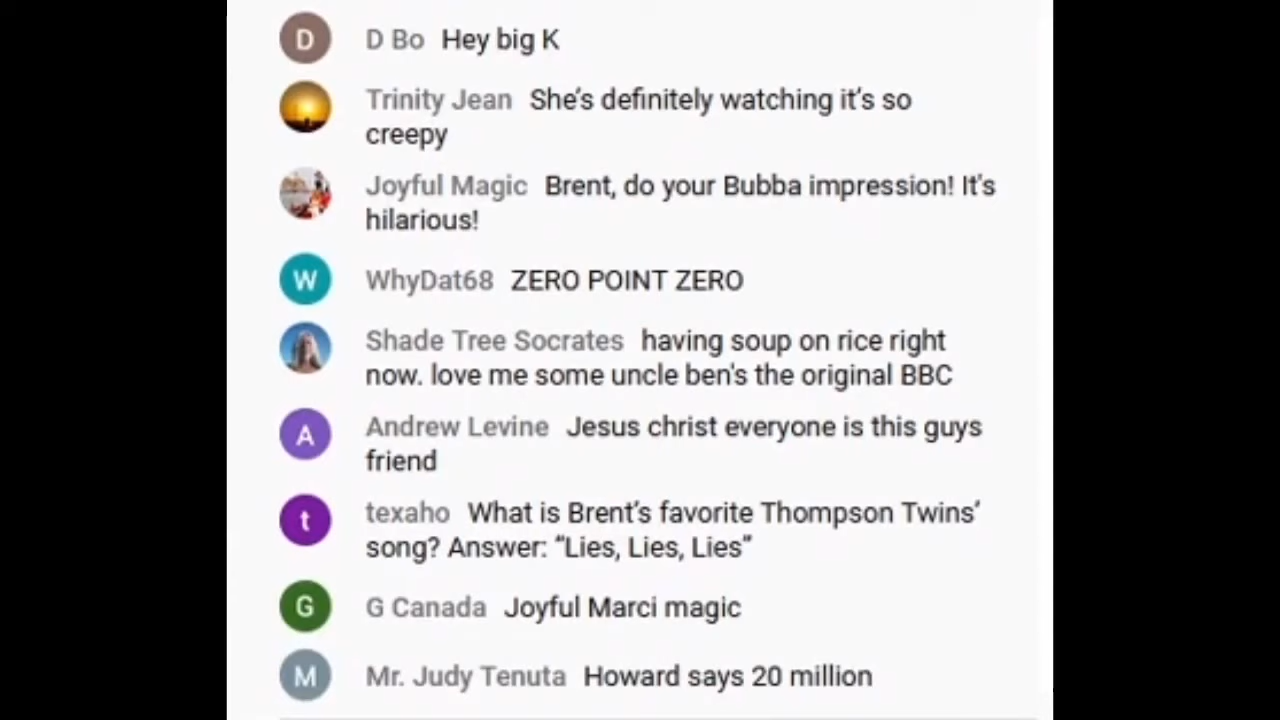 D
D Bo Hey big K
Trinity Jean She's definitely watching it's so
creepy
Joyful Magic Brent, do your Bubba impression! It's
hilarious!
W
WhyDat68 ZERO POINT ZERO
Shade Tree Socrates having soup on rice right
now. love me some uncle ben's the original BBC
A
Andrew Levine Jesus christ everyone is this guys
friend
t
texaho What is Brent's favorite Thompson Twins'
song? Answer: “Lies, Lies, Lies”
G
G Canada Joyful Marci magic
M
Mr. Judy Tenuta Howard says 20 million